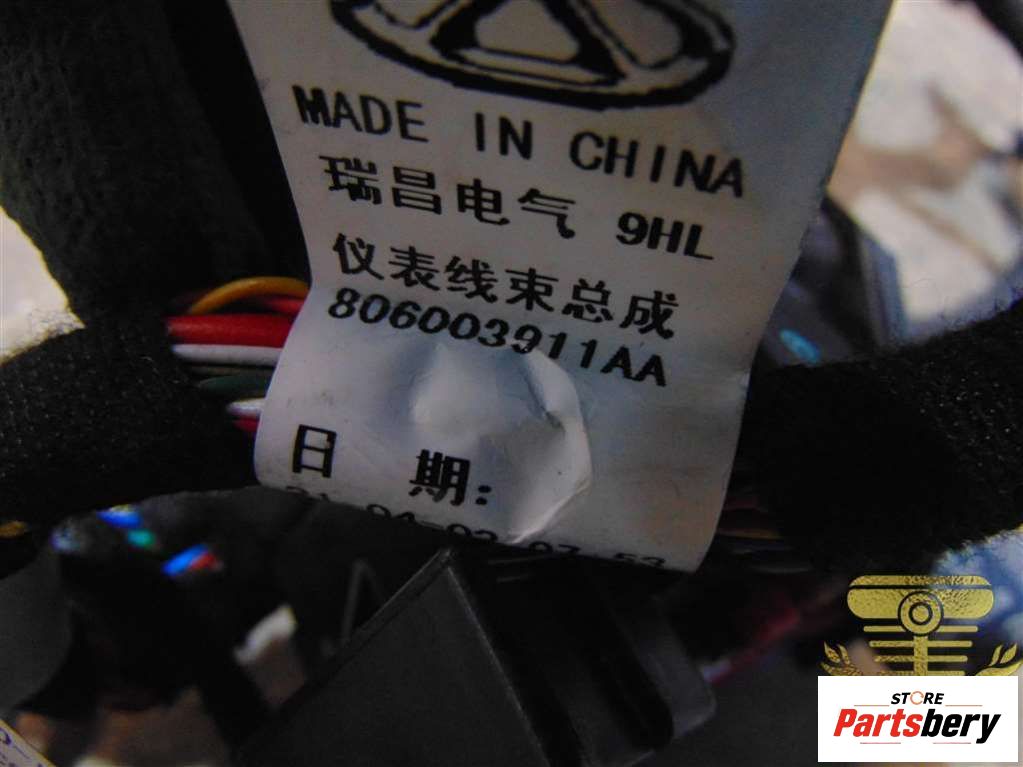 MADE IN CHINA
瑞昌电气 9HL
仪表线束总成
806003911AA
日 期:
STORE
Partsbery